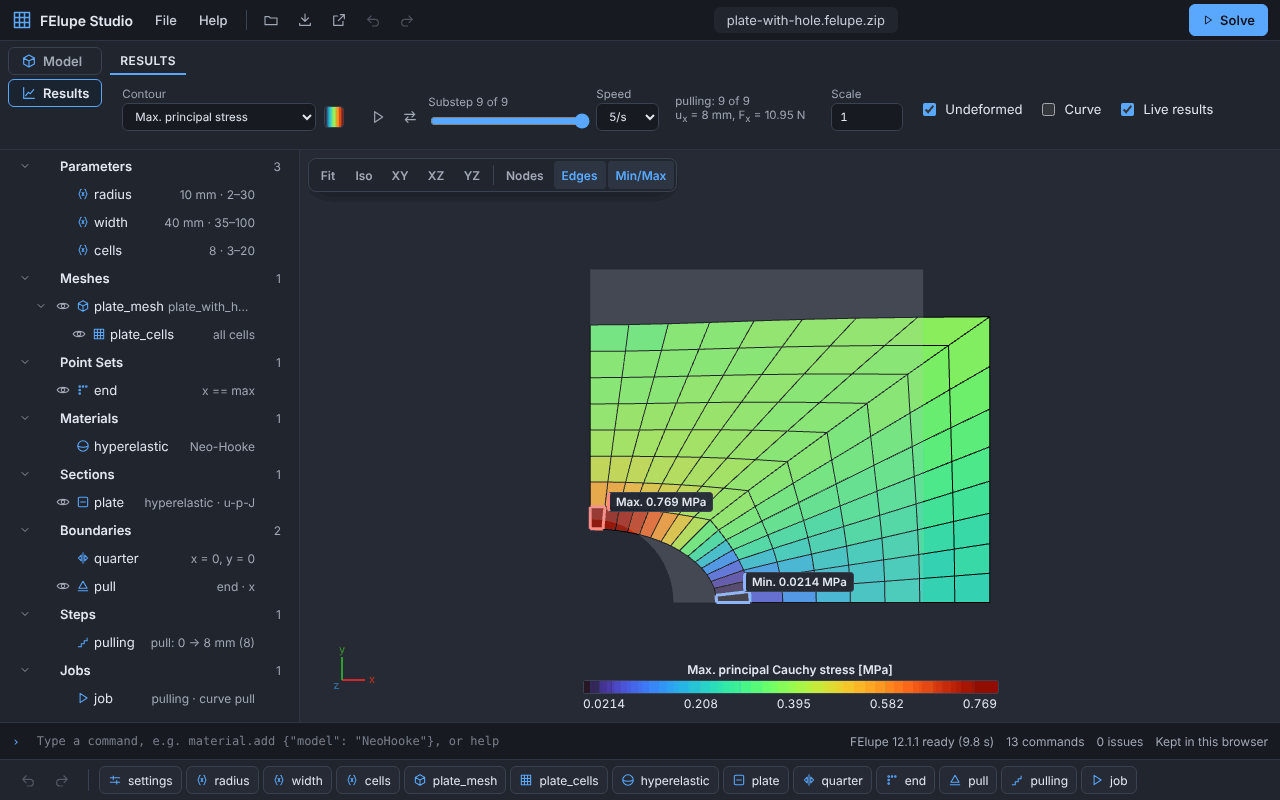 FElupe Studio File Help plate-with-hole.felupe.zip Solve
Model RESULTS
Results
Contour
Max. principal stress
Substep 9 of 9
Speed
5/s
pulling: 9 of 9
uₓ = 8 mm, Fₓ = 10.95 N
Scale
1
Undeformed Curve Live results
Fit Iso XY XZ YZ Nodes Edges Min/Max
Parameters 3
radius 10 mm · 2–30
width 40 mm · 35–100
cells 8 · 3–20
Meshes 1
plate_mesh plate_with_h...
plate_cells all cells
Point Sets 1
end x == max
Materials 1
hyperelastic Neo-Hooke
Sections 1
plate hyperelastic · u-p-J
Boundaries 2
quarter x = 0, y = 0
pull end · x
Steps 1
pulling pull: 0 → 8 mm (8)
Jobs 1
job pulling · curve pull
Max. 0.769 MPa
Min. 0.0214 MPa
y
z x
Max. principal Cauchy stress [MPa]
0.0214 0.208 0.395 0.582 0.769
› Type a command, e.g. material.add {"model": "NeoHooke"}, or help
FElupe 12.1.1 ready (9.8 s) 13 commands 0 issues Kept in this browser
settings radius width cells plate_mesh plate_cells hyperelastic plate quarter end pull pulling job